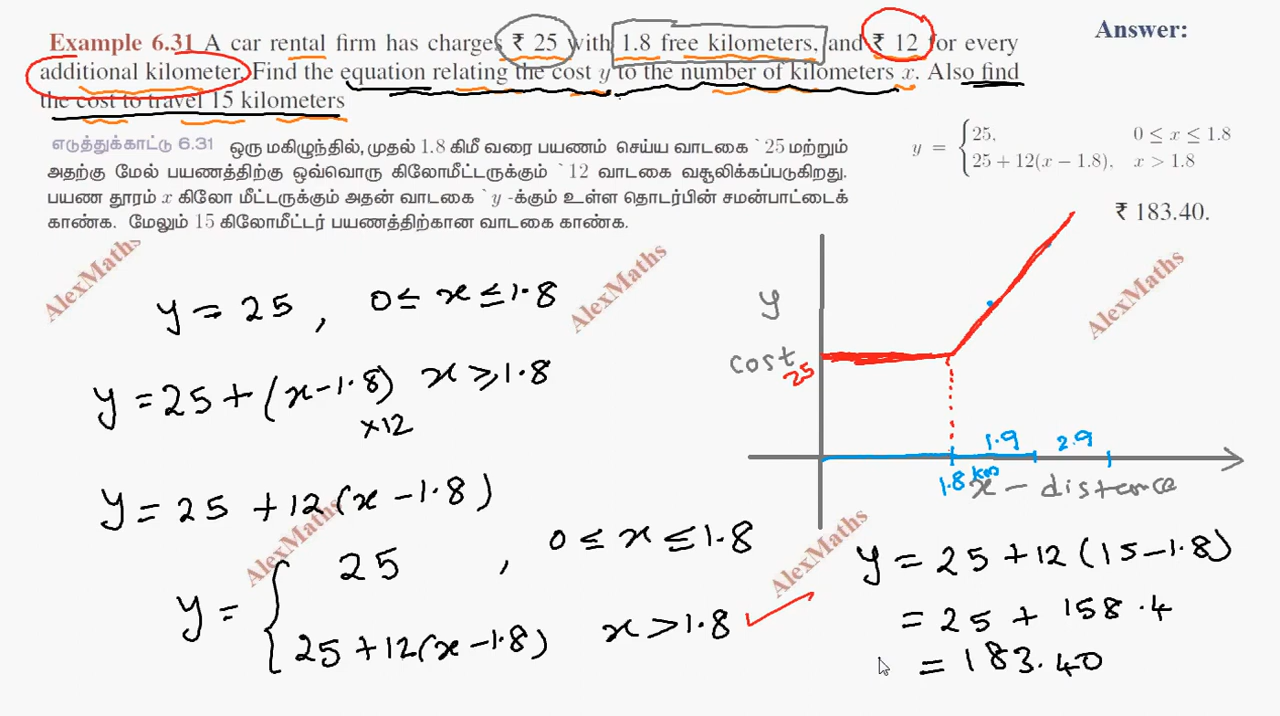 Example 6.31 A car rental firm has charges ₹ 25 with 1.8 free kilometers, and ₹ 12 for every
additional kilometer. Find the equation relating the cost y to the number of kilometers x. Also find
the cost to travel 15 kilometers
எடுத்துக்காட்டு 6.31 ஒரு மகிழுந்தில், முதல் 1.8 கிமீ வரை பயணம் செய்ய வாடகை ` 25 மற்றும்
அதற்கு மேல் பயணத்திற்கு ஒவ்வொரு கிலோமீட்டருக்கும் ` 12 வாடகை வசூலிக்கப்படுகிறது.
பயண தூரம் x கிலோ மீட்டருக்கும் அதன் வாடகை ` y -க்கும் உள்ள தொடர்பின் சமன்பாட்டைக்
காண்க. மேலும் 15 கிலோமீட்டர் பயணத்திற்கான வாடகை காண்க.
Answer:
y = { 25, 0 ≤ x ≤ 1.8
25 + 12(x − 1.8), x > 1.8
₹ 183.40.
AlexMaths
AlexMaths
AlexMaths
y = 25 , 0 ≤ x ≤ 1.8
y = 25 + (x - 1.8) x ≥ 1.8
×12
y = 25 + 12(x - 1.8)
AlexMaths
y = { 25 , 0 ≤ x ≤ 1.8
25 + 12(x - 1.8) x > 1.8
y
cost
25
1.9 2.9
1.8 km
x - distance
AlexMaths
y = 25 + 12 (15 - 1.8)
= 25 + 158.4
= 183.40